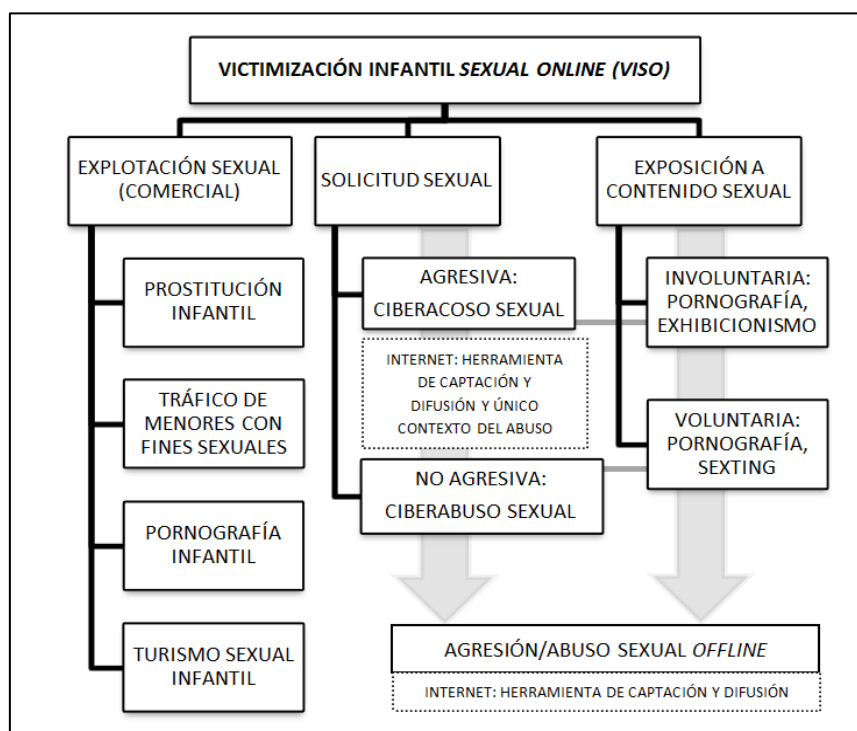 VICTIMIZACIÓN INFANTIL SEXUAL ONLINE (VISO)
EXPLOTACIÓN SEXUAL
(COMERCIAL)
PROSTITUCIÓN
INFANTIL
TRÁFICO DE
MENORES CON
FINES SEXUALES
PORNOGRAFÍA
INFANTIL
TURISMO SEXUAL
INFANTIL
SOLICITUD SEXUAL
AGRESIVA:
CIBERACOSO SEXUAL
INTERNET: HERRAMIENTA
DE CAPTACIÓN Y
DIFUSIÓN Y ÚNICO
CONTEXTO DEL ABUSO
NO AGRESIVA:
CIBERABUSO SEXUAL
EXPOSICIÓN A
CONTENIDO SEXUAL
INVOLUNTARIA:
PORNOGRAFÍA,
EXHIBICIONISMO
VOLUNTARIA:
PORNOGRAFÍA,
SEXTING
AGRESIÓN/ABUSO SEXUAL OFFLINE
INTERNET: HERRAMIENTA DE CAPTACIÓN Y DIFUSIÓN